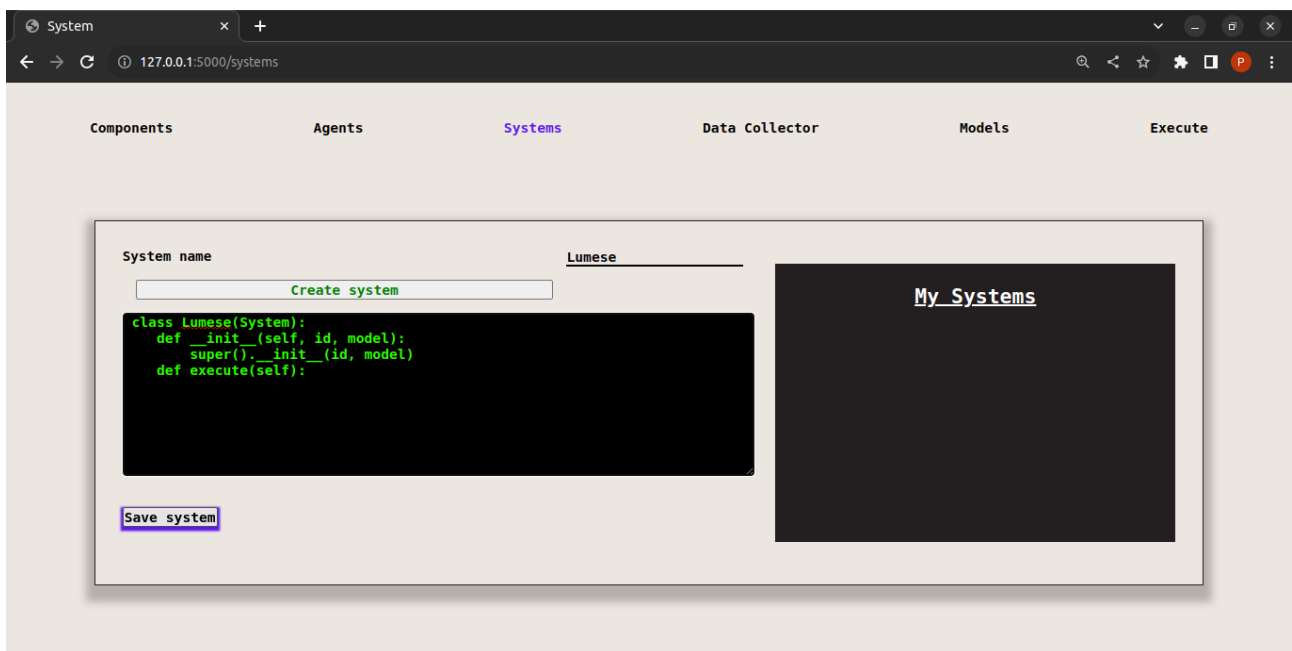 System
127.0.0.1:5000/systems
P
Components Agents Systems Data Collector Models Execute
System name Lumese
Create system
class Lumese(System):
   def __init__(self, id, model):
       super().__init__(id, model)
   def execute(self):
Save system
My Systems